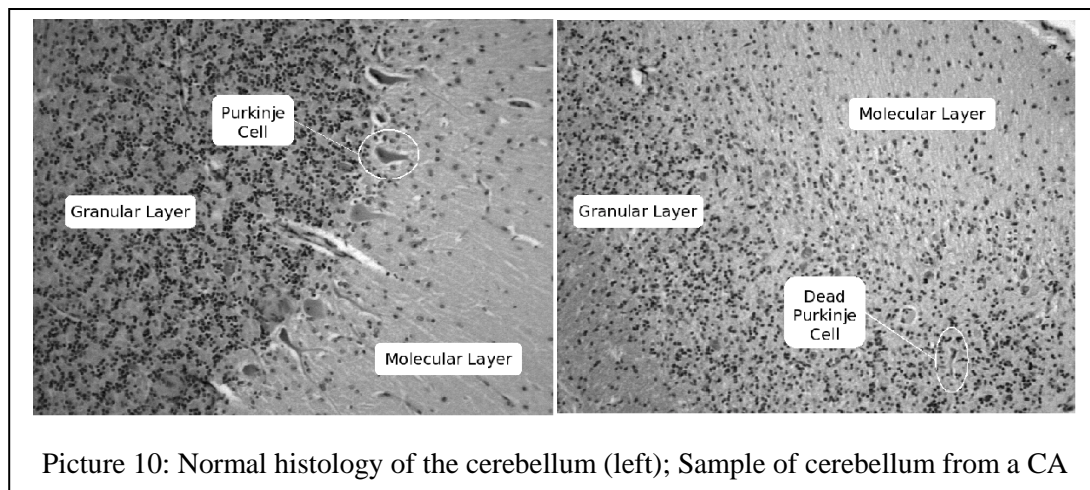 Purkinje
Cell
Granular Layer
Molecular Layer
Molecular Layer
Granular Layer
Dead
Purkinje
Cell
Picture 10: Normal histology of the cerebellum (left); Sample of cerebellum from a CA